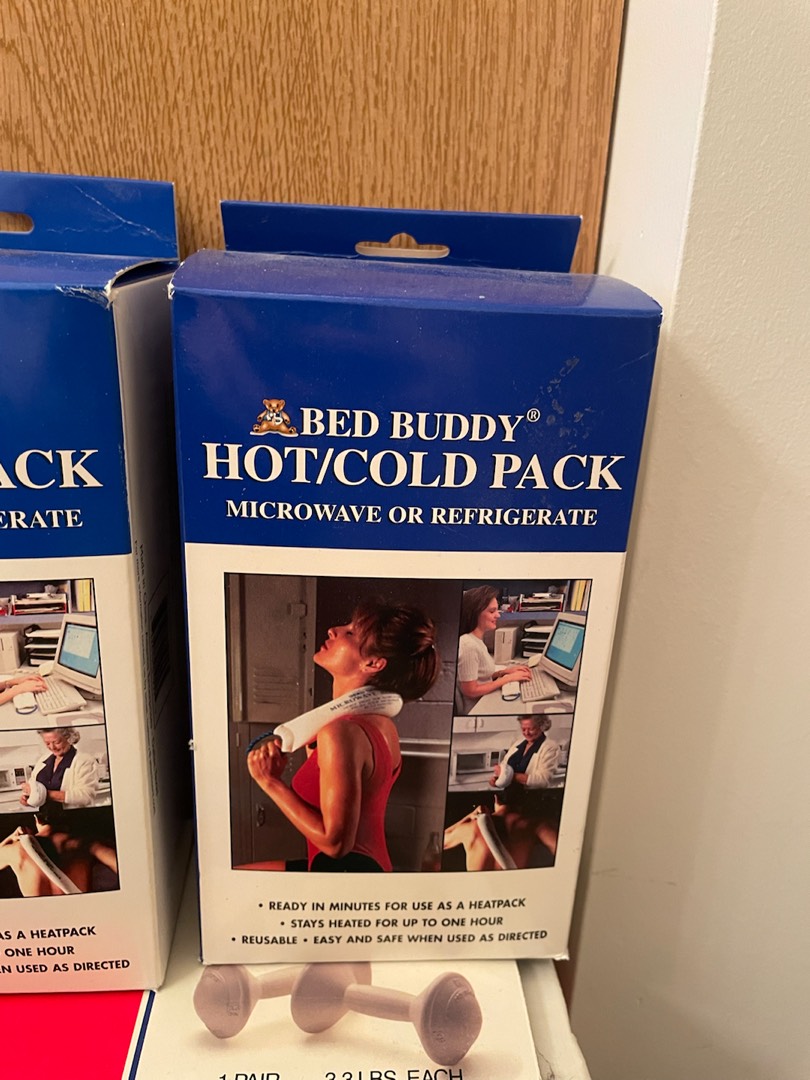 BED BUDDY®
HOT/COLD PACK
MICROWAVE OR REFRIGERATE
MICROWAVE
• READY IN MINUTES FOR USE AS A HEATPACK
• STAYS HEATED FOR UP TO ONE HOUR
• REUSABLE • EASY AND SAFE WHEN USED AS DIRECTED
ACK
ERATE
AS A HEATPACK
ONE HOUR
N USED AS DIRECTED
1 PAIR 3.3 LBS. EACH